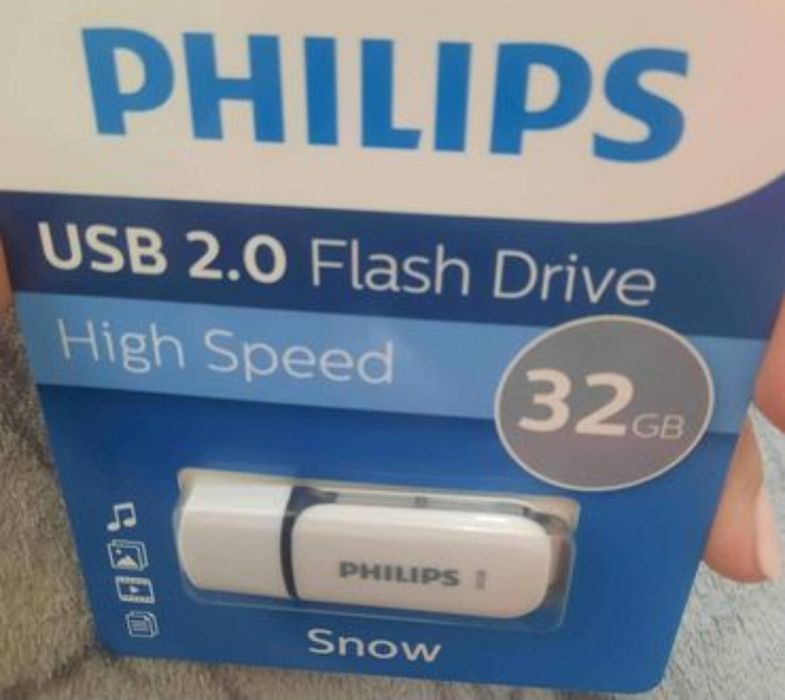 PHILIPS
USB 2.0 Flash Drive
High Speed
32GB
PHILIPS
Snow